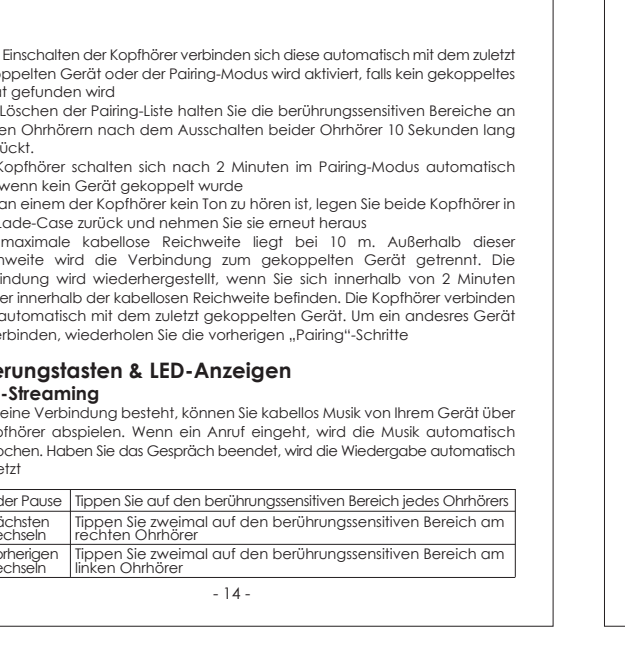 Einschalten der Kopfhörer verbinden sich diese automatisch mit dem zuletzt
oppelten Gerät oder der Pairing-Modus wird aktiviert, falls kein gekoppeltes
t gefunden wird
Löschen der Pairing-Liste halten Sie die berührungssensitiven Bereiche an
en Ohrhörern nach dem Ausschalten beider Ohrhörer 10 Sekunden lang
ückt.
Kopfhörer schalten sich nach 2 Minuten im Pairing-Modus automatisch
wenn kein Gerät gekoppelt wurde
an einem der Kopfhörer kein Ton zu hören ist, legen Sie beide Kopfhörer in
Lade-Case zurück und nehmen Sie sie erneut heraus
maximale kabellose Reichweite liegt bei 10 m. Außerhalb dieser
hweite wird die Verbindung zum gekoppelten Gerät getrennt. Die
indung wird wiederhergestellt, wenn Sie sich innerhalb von 2 Minuten
er innerhalb der kabellosen Reichweite befinden. Die Kopfhörer verbinden
automatisch mit dem zuletzt gekoppelten Gerät. Um ein andesres Gerät
erbinden, wiederholen Sie die vorherigen „Pairing“-Schritte
erungstasten & LED-Anzeigen
-Streaming
eine Verbindung besteht, können Sie kabellos Musik von Ihrem Gerät über
pfhörer abspielen. Wenn ein Anruf eingeht, wird die Musik automatisch
ochen. Haben Sie das Gespräch beendet, wird die Wiedergabe automatisch
etzt
der Pause Tippen Sie auf den berührungssensitiven Bereich jedes Ohrhörers
ächsten Tippen Sie zweimal auf den berührungssensitiven Bereich am
echseln rechten Ohrhörer
orherigen Tippen Sie zweimal auf den berührungssensitiven Bereich am
echseln linken Ohrhörer
- 14 -